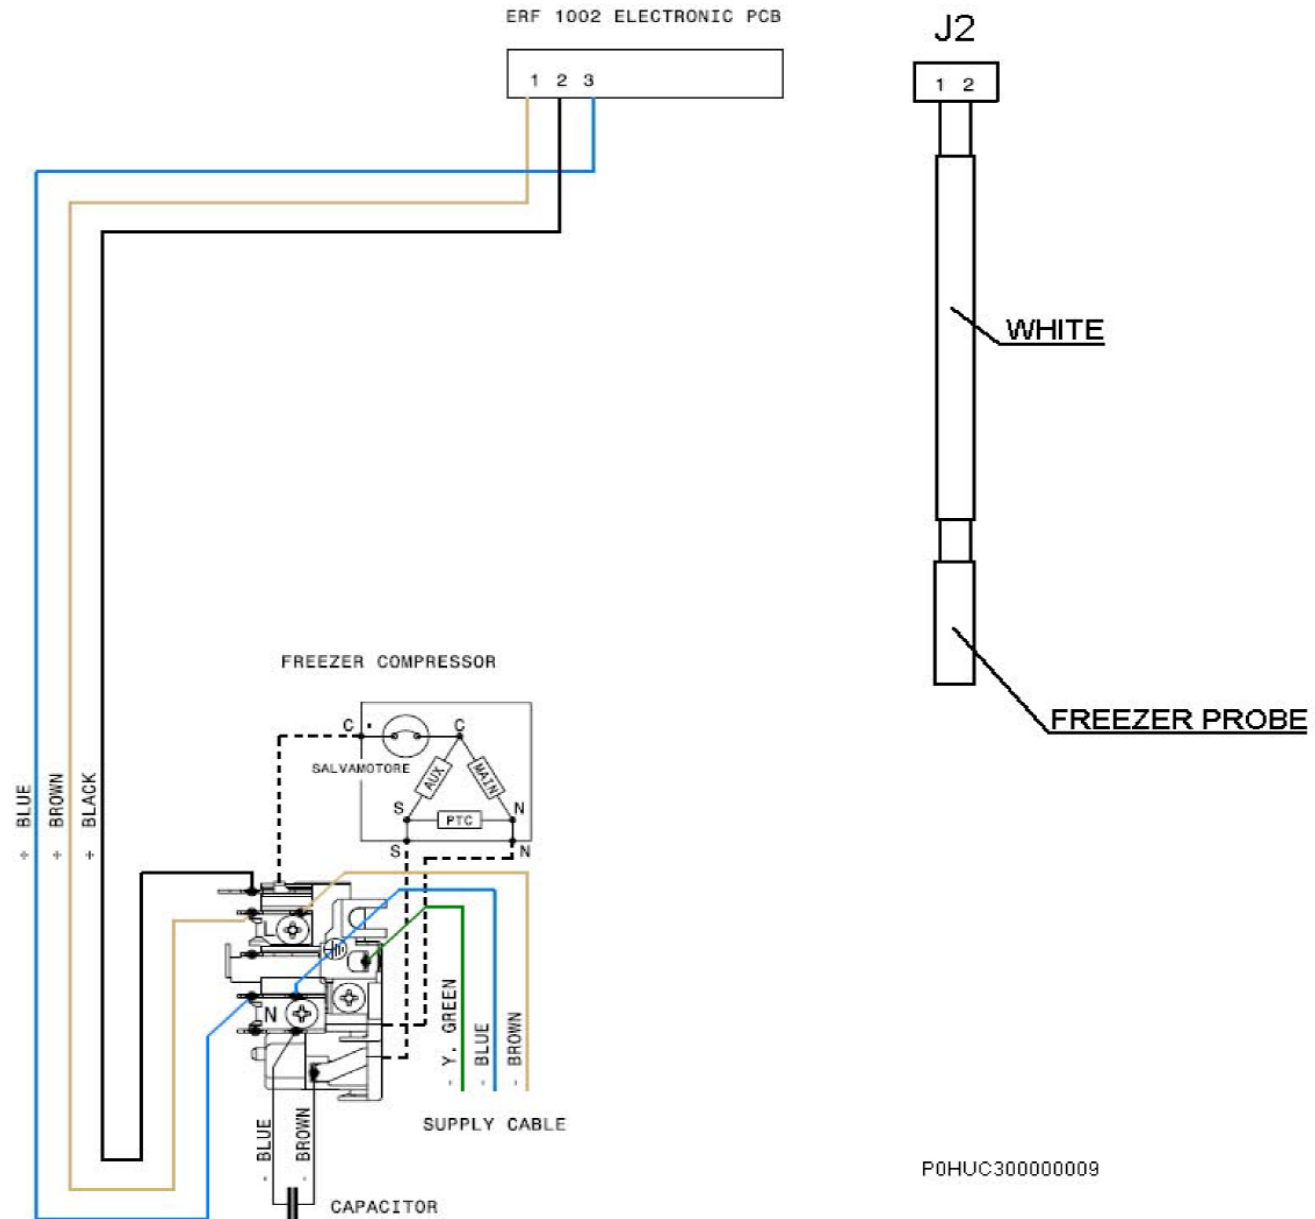 ERF 1002 ELECTRONIC PCB
1 2 3
J2
1 2
WHITE
FREEZER PROBE
FREEZER COMPRESSOR
C C
SALVAMOTORE
AUX
MAIN
S N
PTC
S N
÷ BLUE
÷ BROWN
÷ BLACK
L
N
- Y. GREEN
- BLUE
- BROWN
SUPPLY CABLE
- BLUE
- BROWN
CAPACITOR
P0HUC300000009